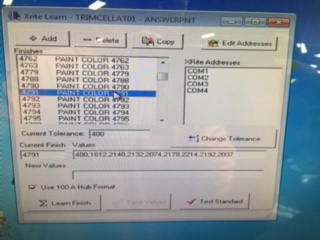 Xrite Learn - TRIMCELLAT01 - ANSWERPNT
Add
Delete
Copy
Edit Addresses
Finishes
XRite Addresses
4762 PAINT COLOR 4762
4763 PAINT COLOR 4763
4779 PAINT COLOR 4779
4788 PAINT COLOR 4788
4790 PAINT COLOR 4790
4791 PAINT COLOR
4792 PAINT COLOR 4792
4793 PAINT COLOR 4793
4794 PAINT COLOR 4794
4795 PAINT COLOR 4795
COM1
COM2
COM3
COM4
Current Tolerance:
400
Change Tolerance
Current Finish
Values
4791
400,1612,2140,2132,2074,2178,2214,2192,2037
New Values
Use 100 A Hub Format
Learn Finish
Save Values
Test Standard